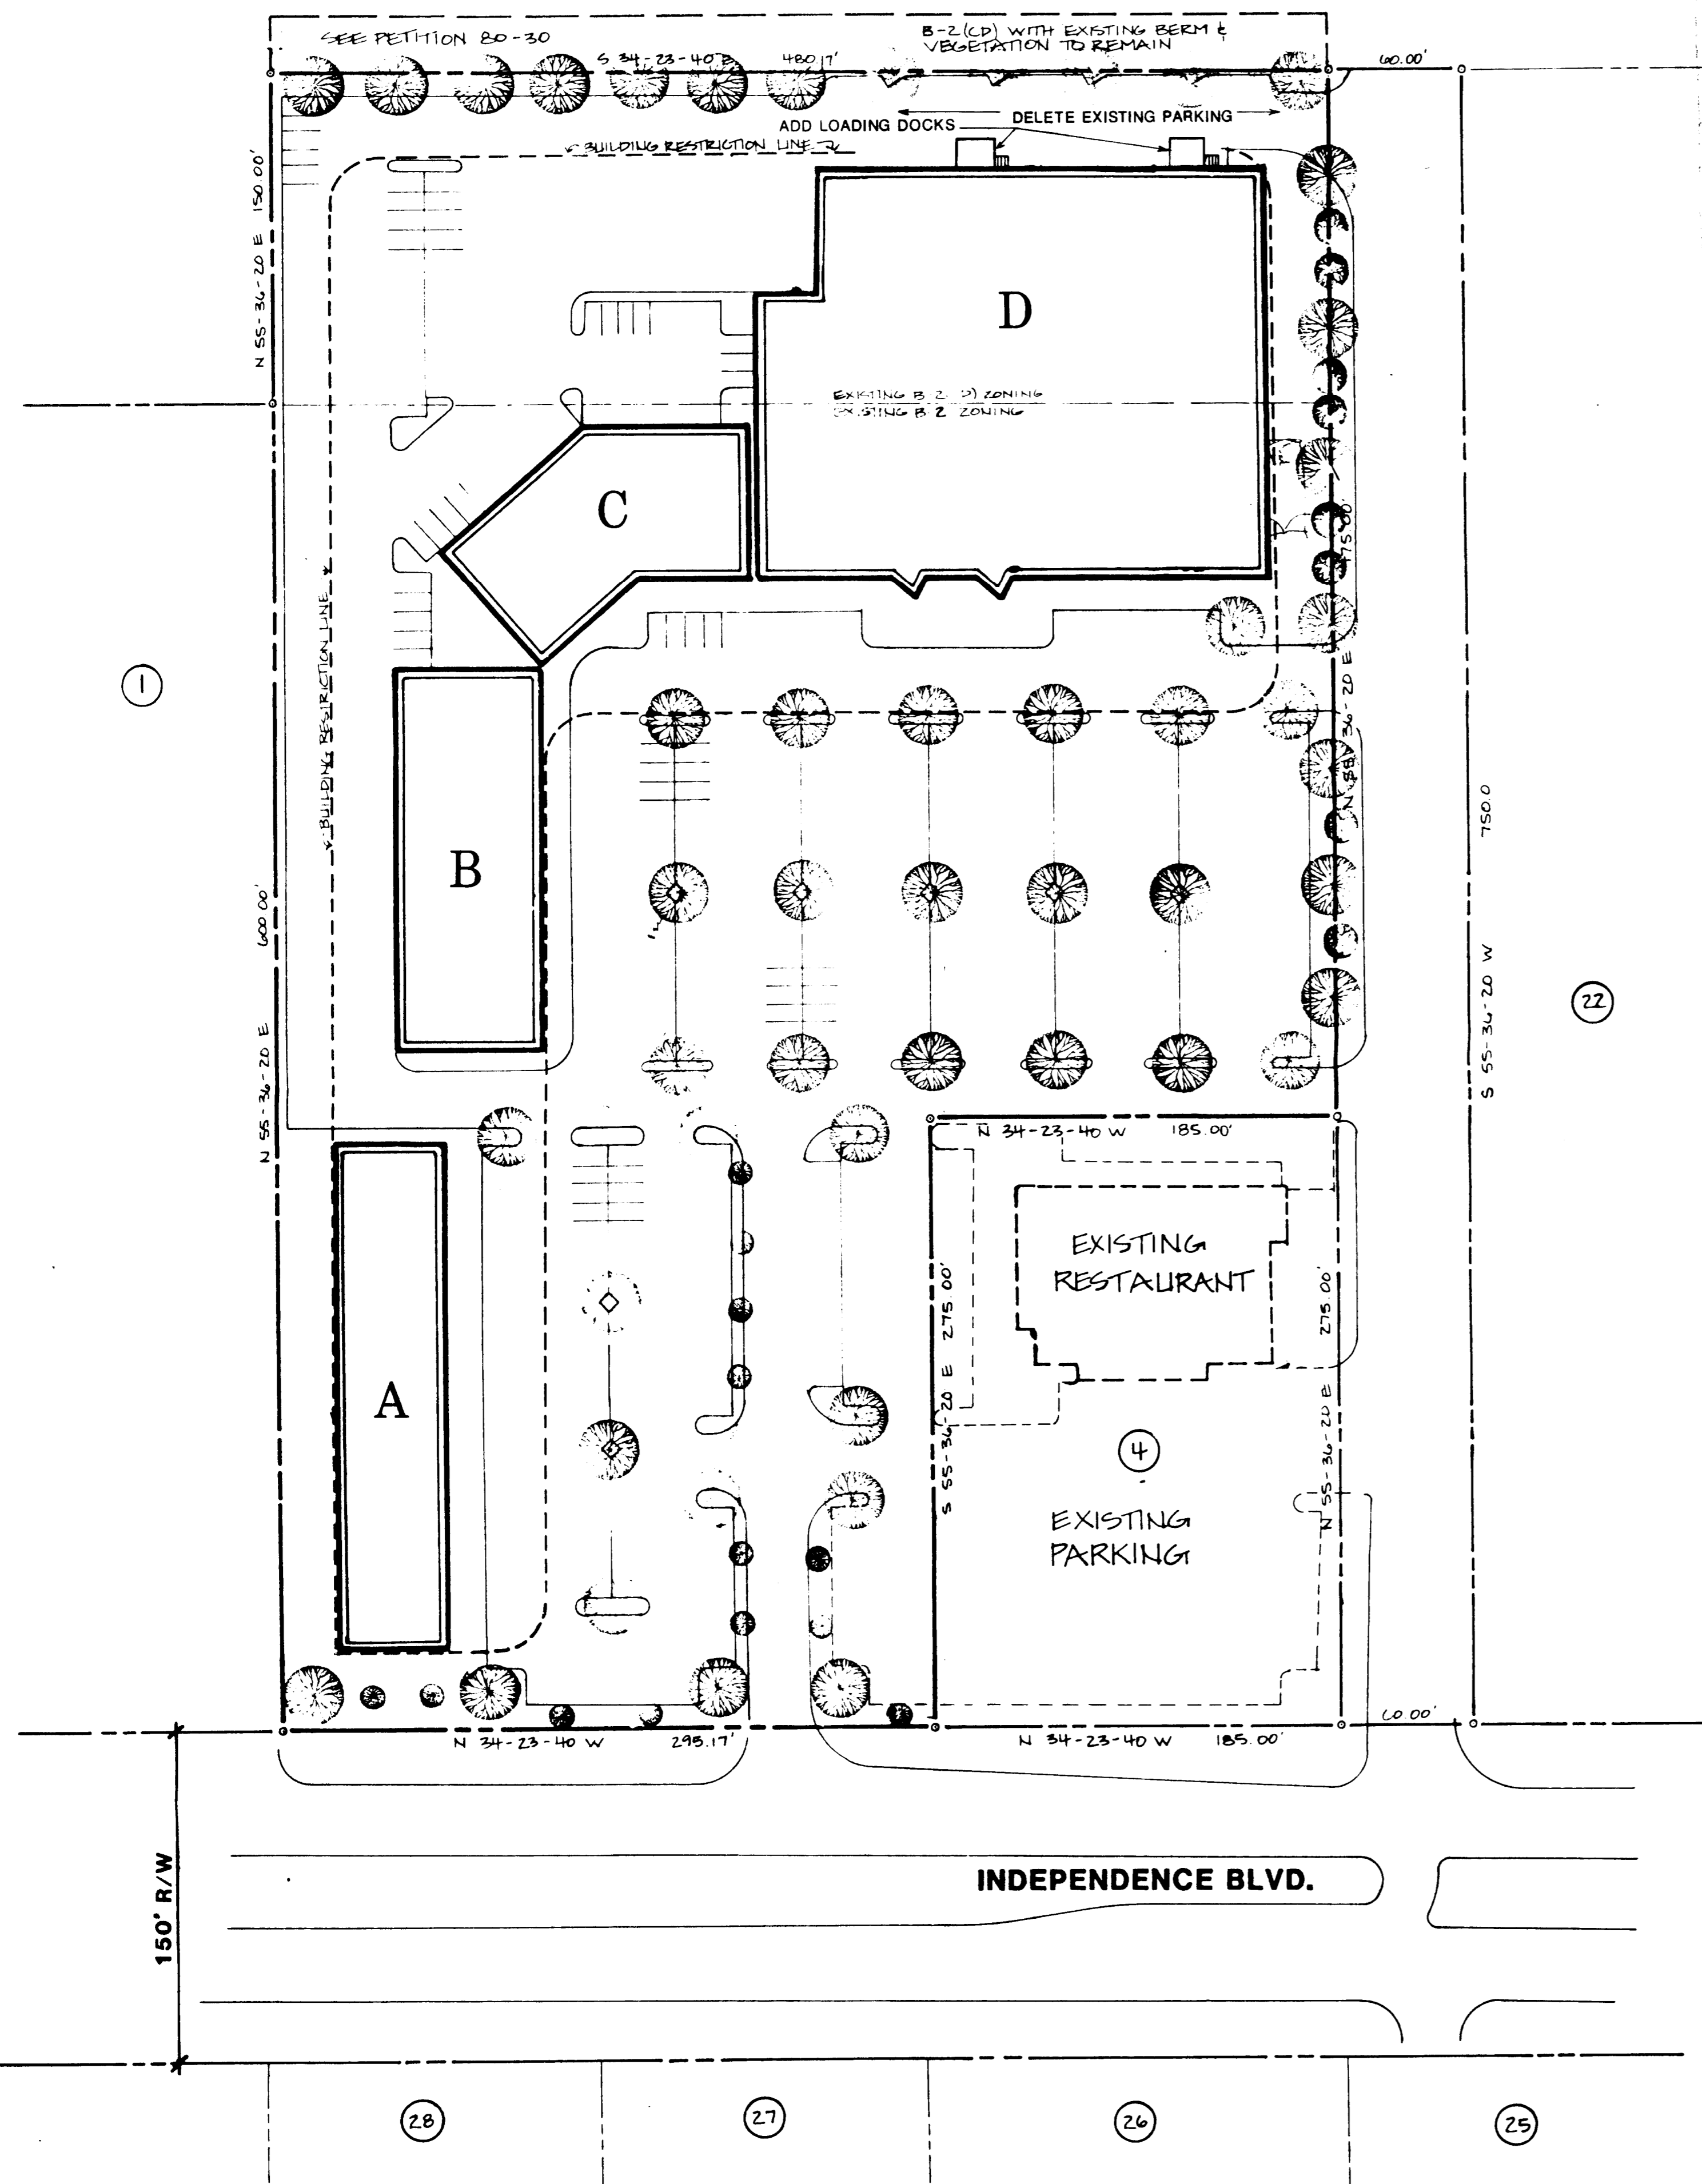 SEE PETITION 80-30
B-2(CD) WITH EXISTING BERM &
VEGETATION TO REMAIN
S 34-23-40 E 480.17'
60.00'
ADD LOADING DOCKS
DELETE EXISTING PARKING
BUILDING RESTRICTION LINE
N 55-36-20 E 150.00'
D
EXISTING B-2 D) ZONING
EXISTING B-2 ZONING
C
475.00'
N 55-36-20 E
BUILDING RESTRICTION LINE
1
B
600.00'
N 55-36-20 E
750.0
S 55-36-20 W
22
N 34-23-40 W 185.00'
EXISTING
RESTAURANT
S 55-36-20 E 275.00'
275.00'
N 55-36-20 E
A
4
EXISTING
PARKING
N 34-23-40 W 295.17'
N 34-23-40 W 185.00'
60.00'
150' R/W
INDEPENDENCE BLVD.
28
27
26
25